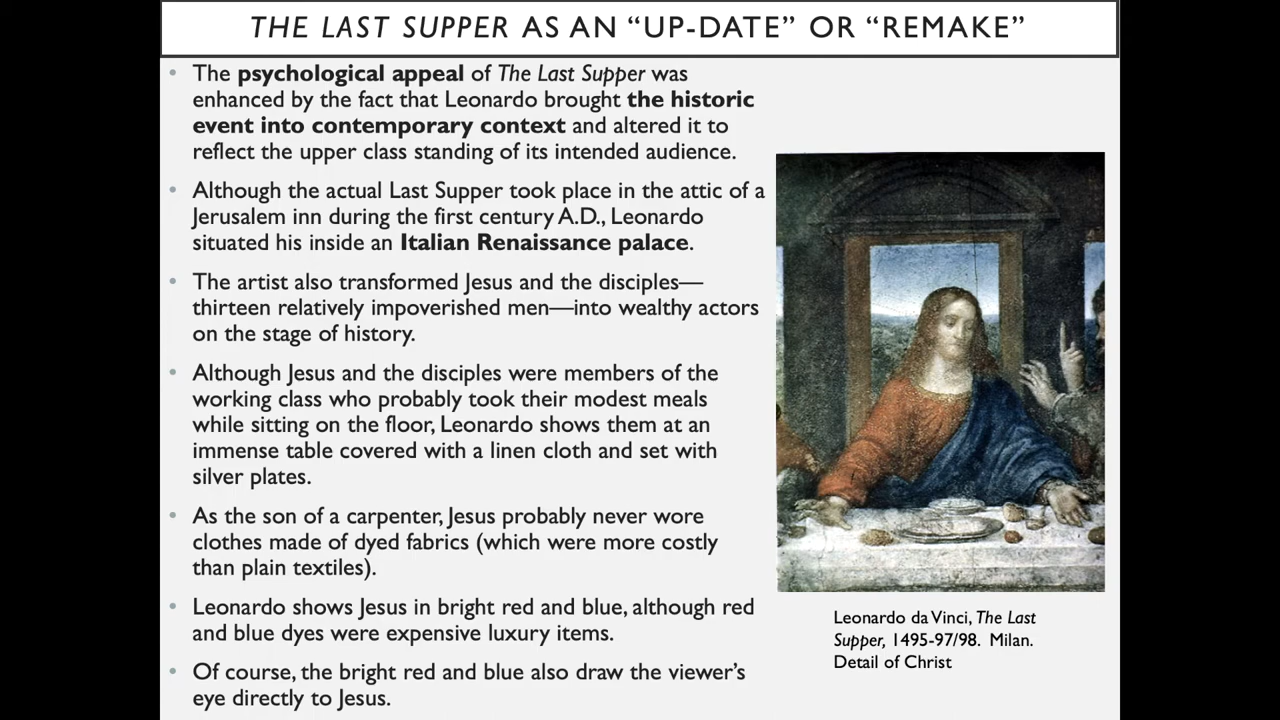 THE LAST SUPPER AS AN “UP-DATE” OR “REMAKE”
• The psychological appeal of The Last Supper was
enhanced by the fact that Leonardo brought the historic
event into contemporary context and altered it to
reflect the upper class standing of its intended audience.
• Although the actual Last Supper took place in the attic of a
Jerusalem inn during the first century A.D., Leonardo
situated his inside an Italian Renaissance palace.
• The artist also transformed Jesus and the disciples—
thirteen relatively impoverished men—into wealthy actors
on the stage of history.
• Although Jesus and the disciples were members of the
working class who probably took their modest meals
while sitting on the floor, Leonardo shows them at an
immense table covered with a linen cloth and set with
silver plates.
• As the son of a carpenter, Jesus probably never wore
clothes made of dyed fabrics (which were more costly
than plain textiles).
• Leonardo shows Jesus in bright red and blue, although red
and blue dyes were expensive luxury items.
• Of course, the bright red and blue also draw the viewer’s
eye directly to Jesus.
Leonardo da Vinci, The Last
Supper, 1495-97/98. Milan.
Detail of Christ